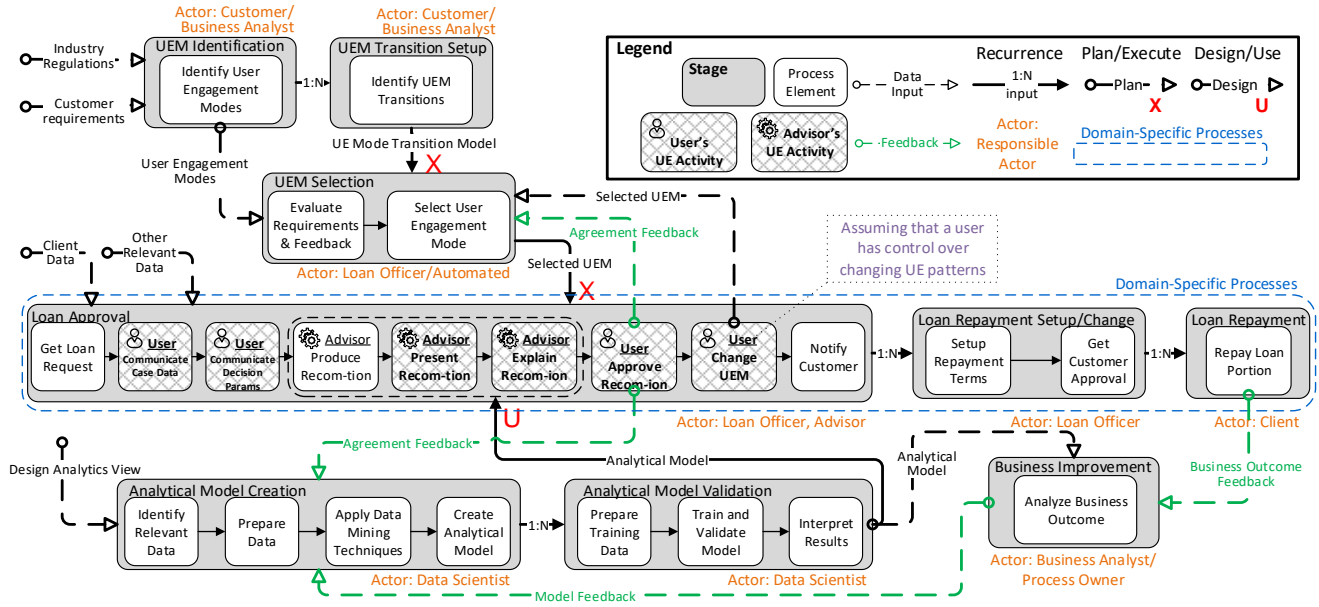 Actor: Customer/
Business Analyst
Actor: Customer/
Business Analyst
UEM Identification
Identify User
Engagement
Modes
1:N
UEM Transition Setup
Identify UEM
Transitions
Industry
Regulations
Customer
requirements
Legend
Stage
Process
Element
Data
Input
Recurrence
1:N
input
Plan/Execute
Plan
X
Design/Use
Design
U
User's
UE Activity
Advisor's
UE Activity
Feedback
Actor:
Responsible
Actor
Domain-Specific Processes
User Engagement
Modes
UE Mode Transition Model
X
UEM Selection
Evaluate
Requirements
& Feedback
Select User
Engagement
Mode
Actor: Loan Officer/Automated
Selected UEM
Agreement Feedback
Selected UEM
X
Assuming that a user
has control over
changing UE patterns
Client
Data
Other
Relevant
Data
Domain-Specific Processes
Loan Approval
Get Loan
Request
User
Communicate
Case Data
User
Communicate
Decision
Params
Advisor
Produce
Recom-tion
Advisor
Present
Recom-tion
Advisor
Explain
Recom-ion
User
Approve
Recom-ion
User
Change
UEM
Notify
Customer
Actor: Loan Officer, Advisor
1:N
Loan Repayment Setup/Change
Setup
Repayment
Terms
Get
Customer
Approval
Actor: Loan Officer
1:N
Loan Repayment
Repay Loan
Portion
Actor: Client
U
Agreement Feedback
Analytical Model
Analytical
Model
Business Outcome
Feedback
Design Analytics View
Analytical Model Creation
Identify
Relevant
Data
Prepare
Data
Apply Data
Mining
Techniques
Create
Analytical
Model
Actor: Data Scientist
1:N
Analytical Model Validation
Prepare
Training
Data
Train and
Validate
Model
Interpret
Results
Actor: Data Scientist
Business Improvement
Analyze Business
Outcome
Actor: Business Analyst/
Process Owner
Model Feedback